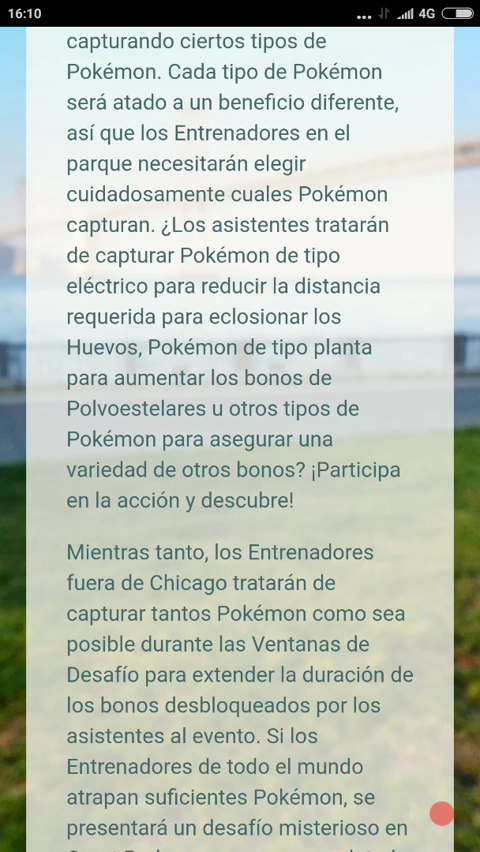 16:10
4G
capturando ciertos tipos de
Pokémon. Cada tipo de Pokémon
será atado a un beneficio diferente,
así que los Entrenadores en el
parque necesitarán elegir
cuidadosamente cuales Pokémon
capturan. ¿Los asistentes tratarán
de capturar Pokémon de tipo
eléctrico para reducir la distancia
requerida para eclosionar los
Huevos, Pokémon de tipo planta
para aumentar los bonos de
Polvoestelares u otros tipos de
Pokémon para asegurar una
variedad de otros bonos? ¡Participa
en la acción y descubre!
Mientras tanto, los Entrenadores
fuera de Chicago tratarán de
capturar tantos Pokémon como sea
posible durante las Ventanas de
Desafío para extender la duración de
los bonos desbloqueados por los
asistentes al evento. Si los
Entrenadores de todo el mundo
atrapan suficientes Pokémon, se
presentará un desafío misterioso en